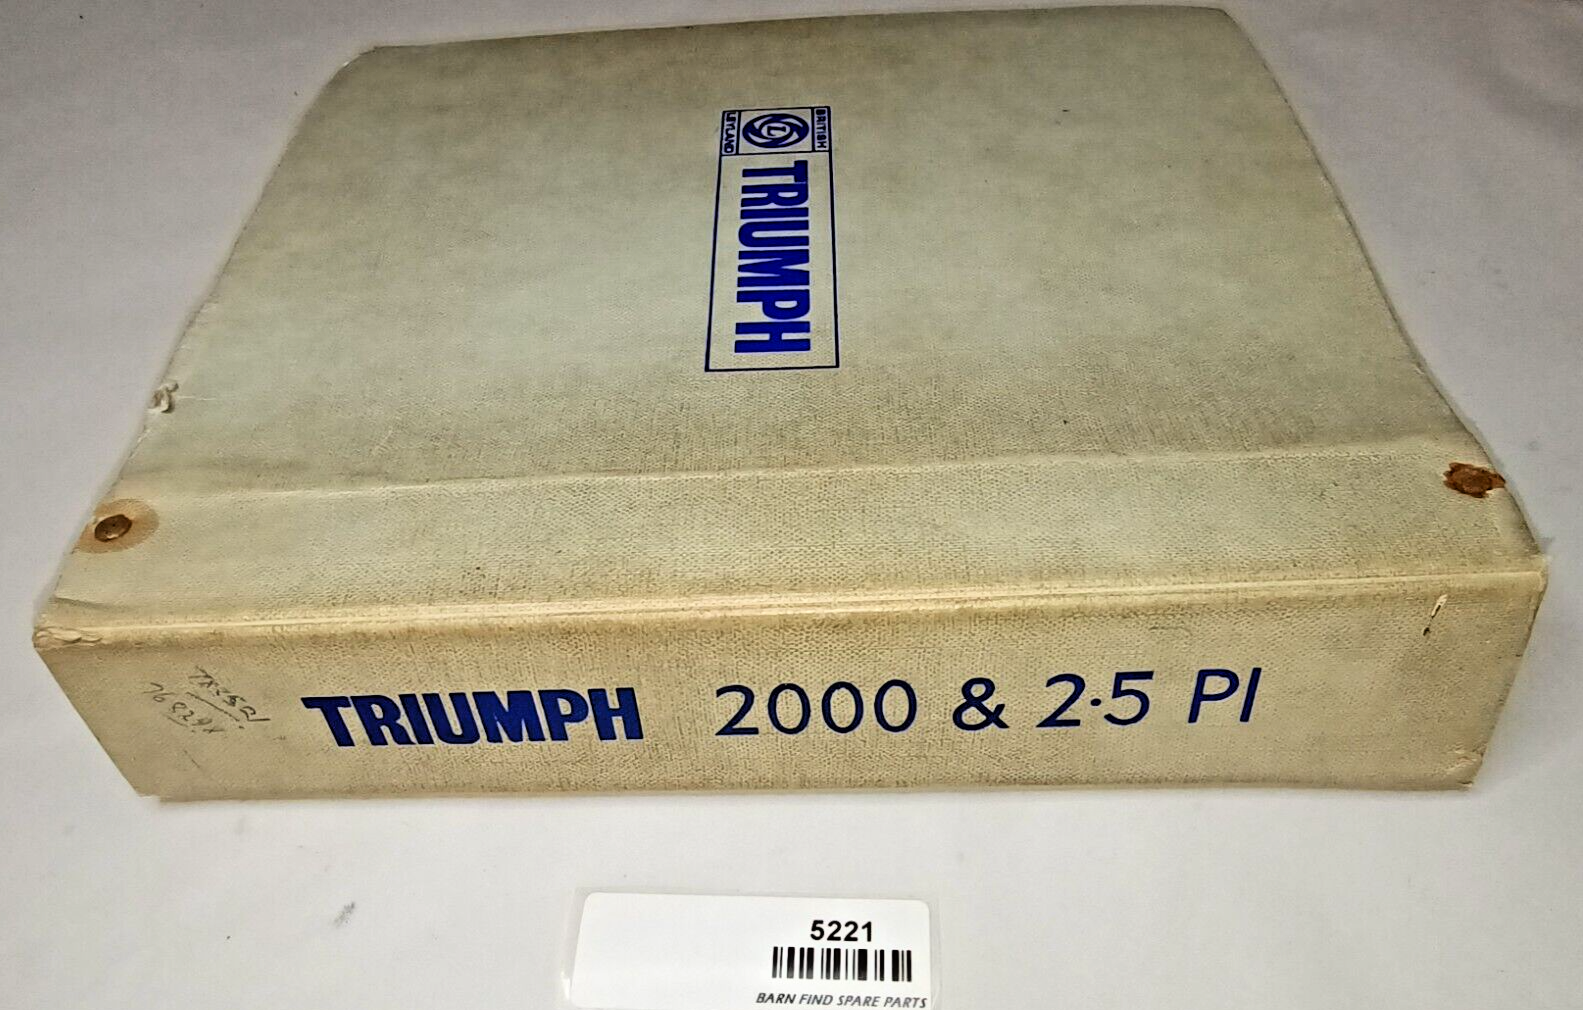 BRITISH
LEYLAND
TRIUMPH
TRIUMPH 2000 & 2·5 PI
5221
BARN FIND SPARE PARTS